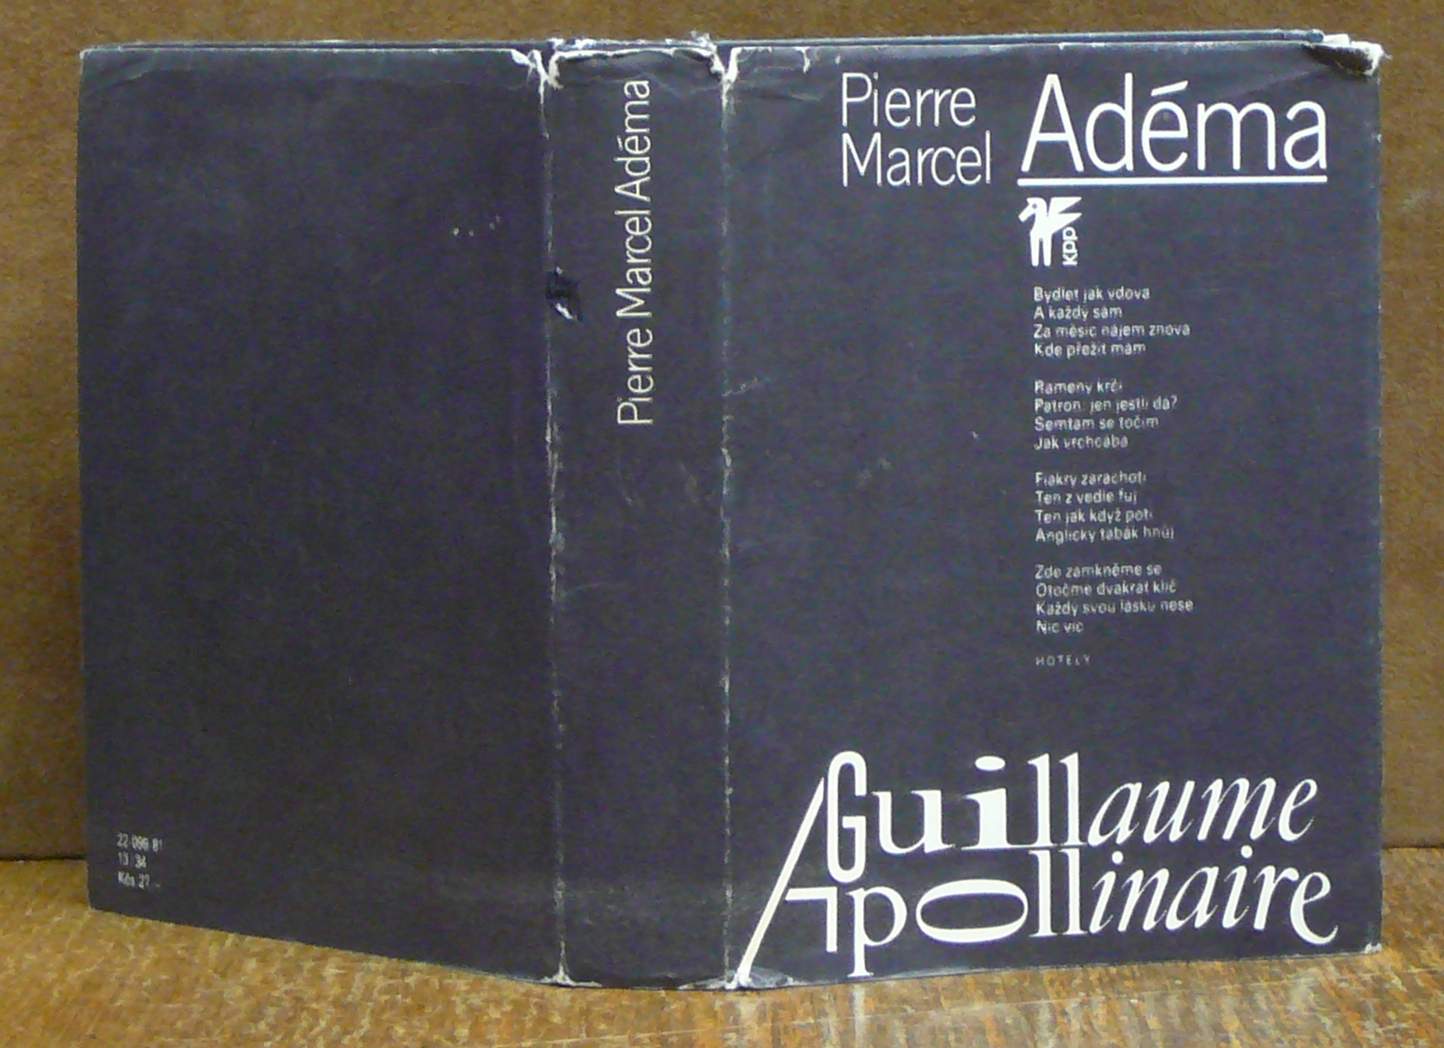 22-099-81
13/34
Kčs 27,-
Pierre Marcel Adéma
Pierre
Marcel Adéma
kpp
Bydlet jak vdova
A každý sám
Za měsíc nájem znova
Kde přežít mám
Rameny krčí
Patron: jen jestli dá?
Semtam se točím
Jak vrchcába
Fiakry zarachotí
Ten z vedle fuj
Ten jak když potí
Anglický tabák hnůj
Zde zamkněme se
Otočme dvakrát klíč
Každý svou lásku nese
Nic víc
HOTELY
Guillaume
Apollinaire